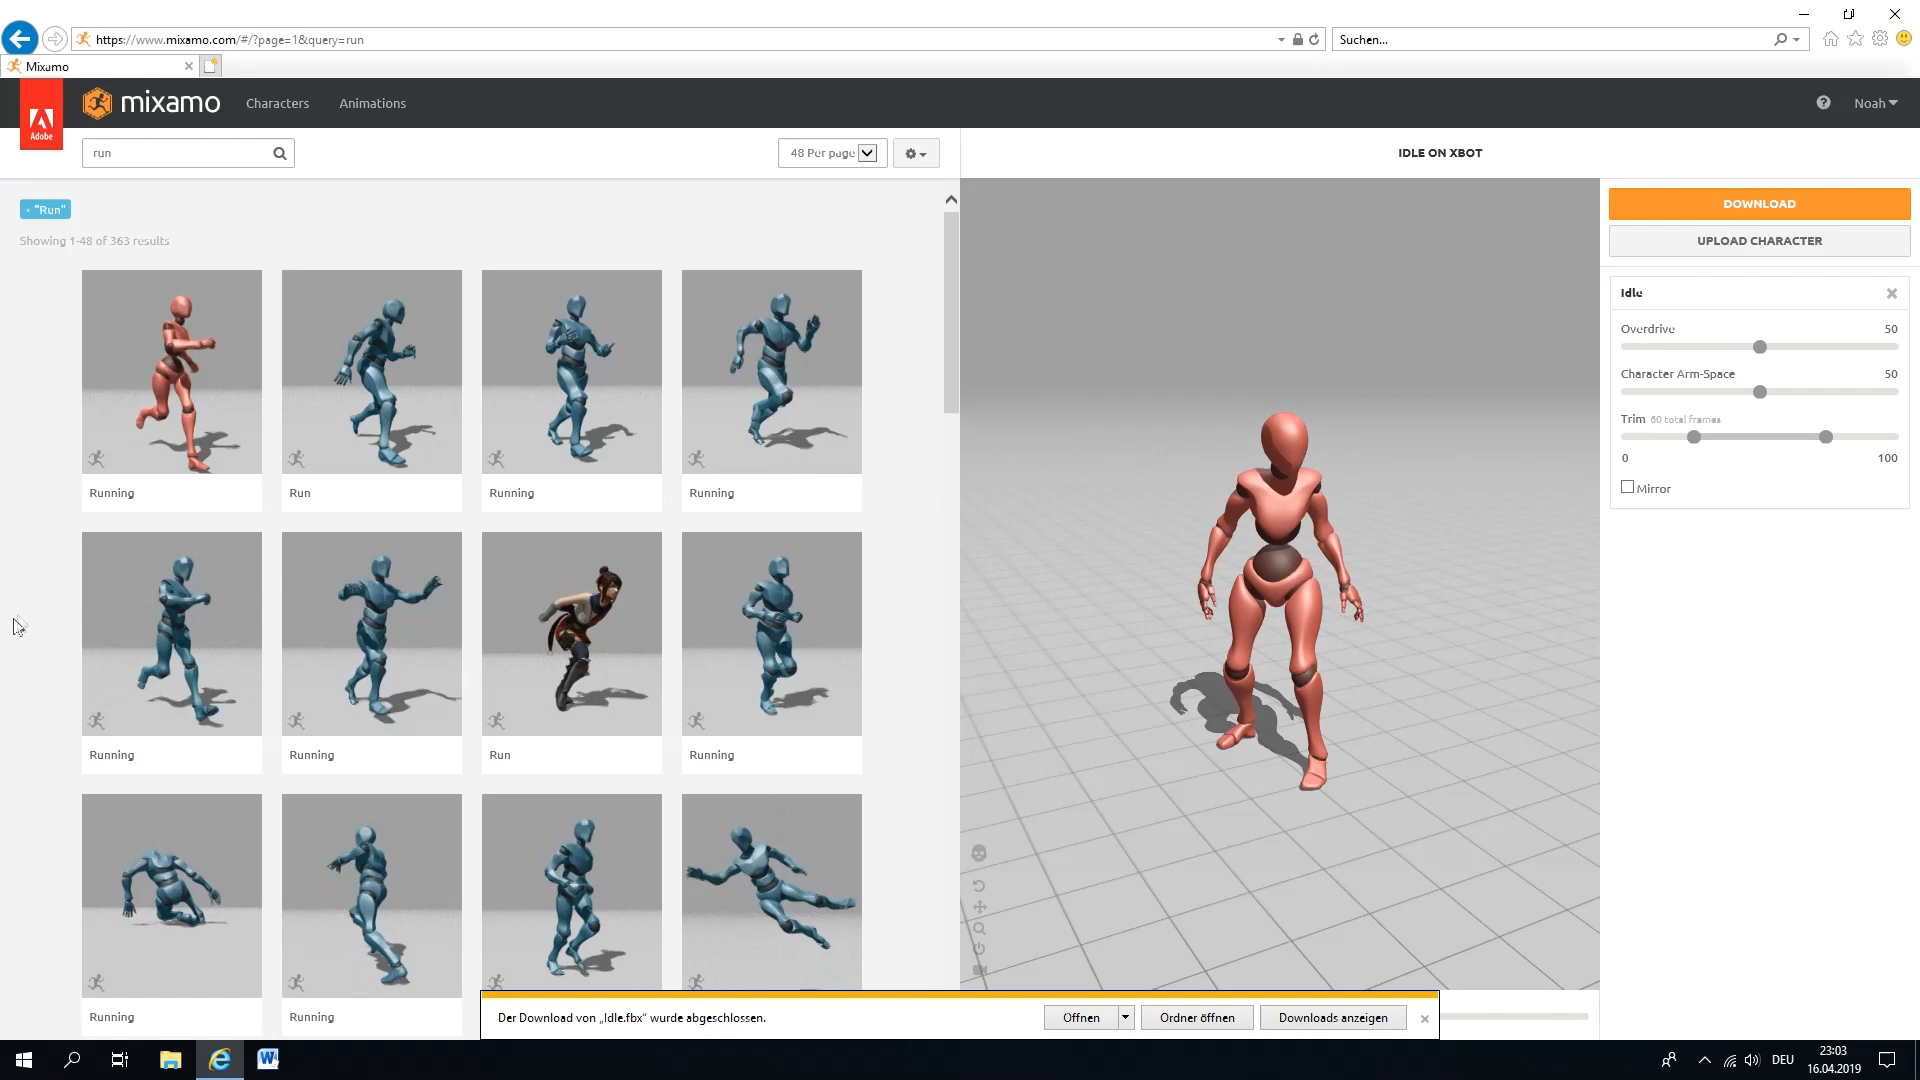 https://www.mixamo.com/#/?page=1&query=run
Suchen...
Mixamo
Adobe
mixamo
Characters
Animations
Noah
run
48 Per page
IDLE ON XBOT
"Run"
Showing 1-48 of 363 results
DOWNLOAD
UPLOAD CHARACTER
Idle
Overdrive
50
Character Arm-Space
50
Trim 60 total frames
0
100
Mirror
Running
Run
Running
Running
Running
Running
Run
Running
Running
Running
Der Download von „Idle.fbx“ wurde abgeschlossen.
Öffnen
Ordner öffnen
Downloads anzeigen
DEU
23:03
16.04.2019